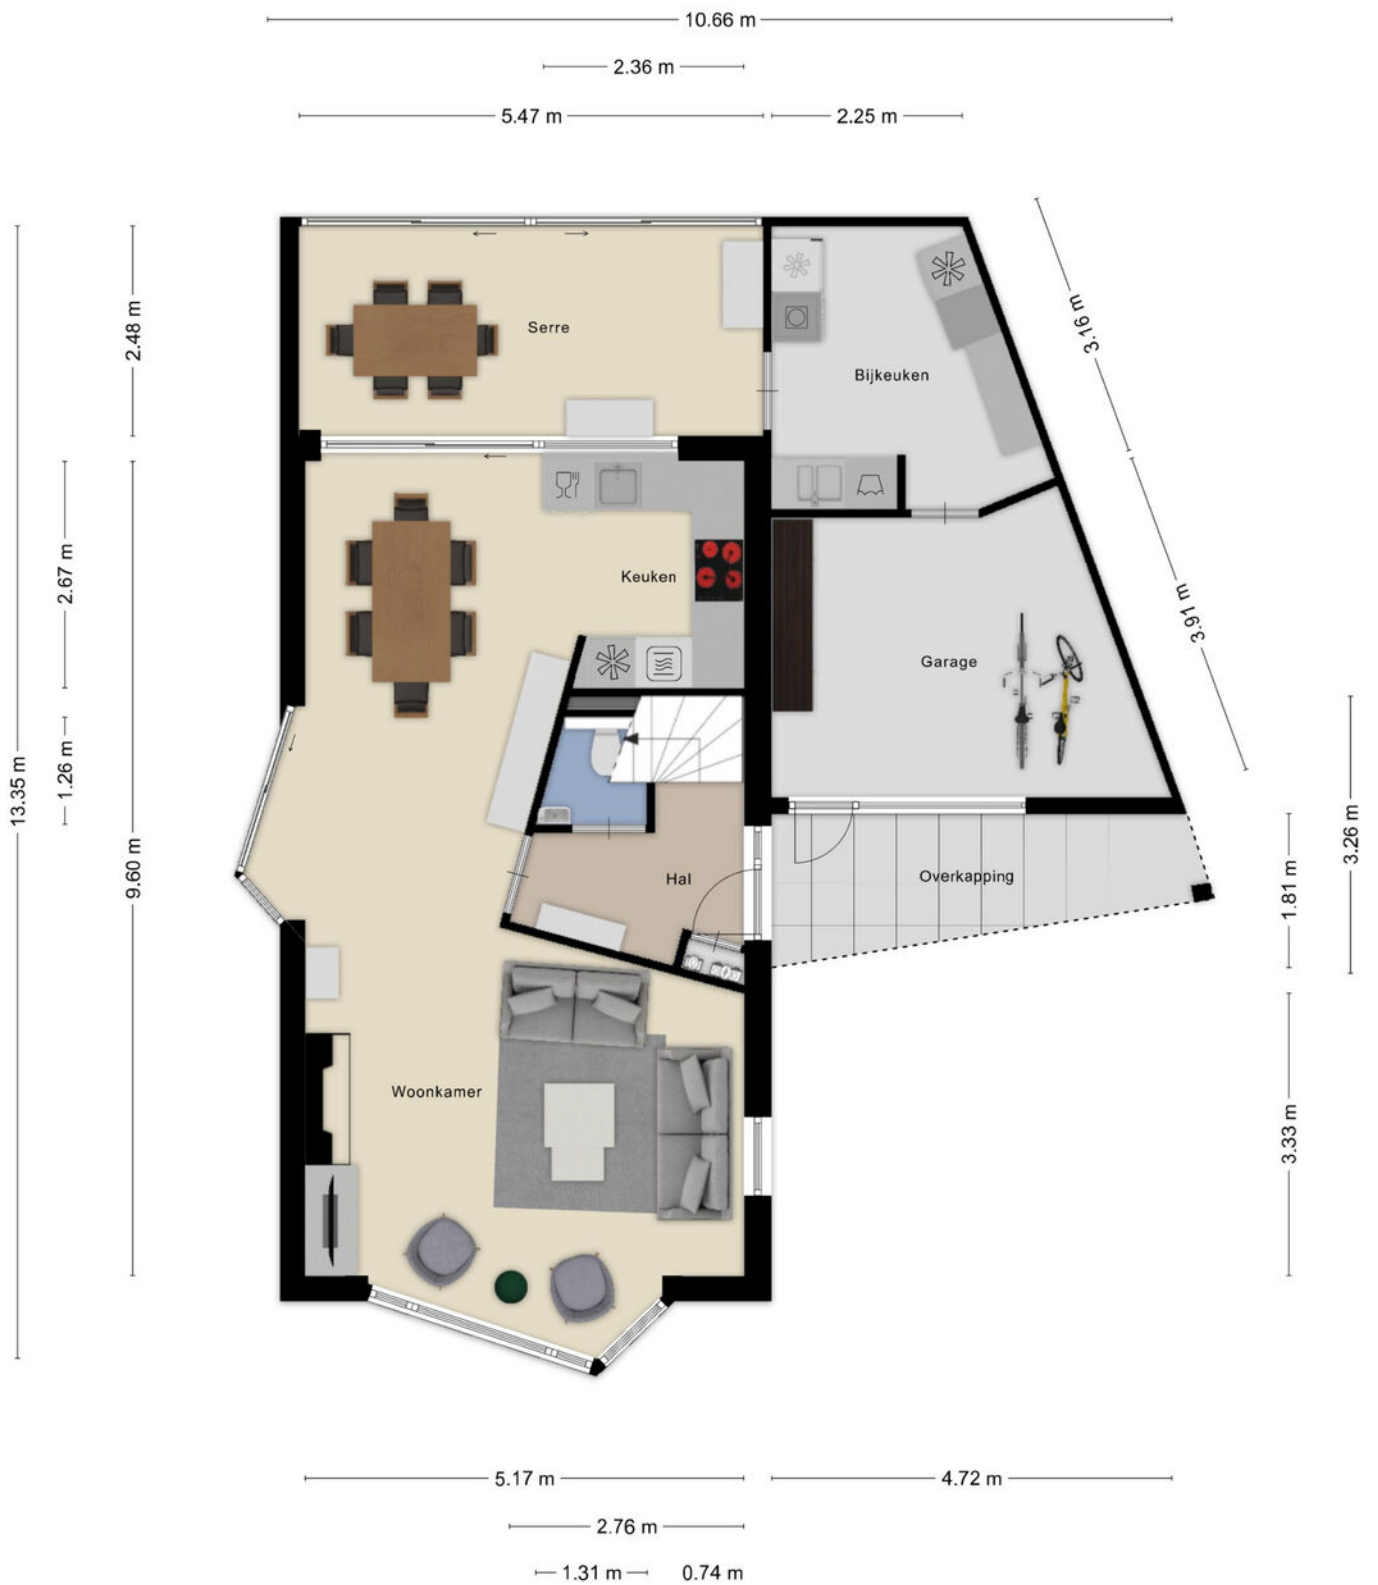 10.66 m
2.36 m
5.47 m
2.25 m
2.48 m
3.16 m
Serre
Bijkeuken
2.67 m
Keuken
3.91 m
Garage
13.35 m
1.26 m
9.60 m
Hal
Overkapping
1.81 m
3.26 m
Woonkamer
3.33 m
5.17 m
4.72 m
2.76 m
1.31 m
0.74 m